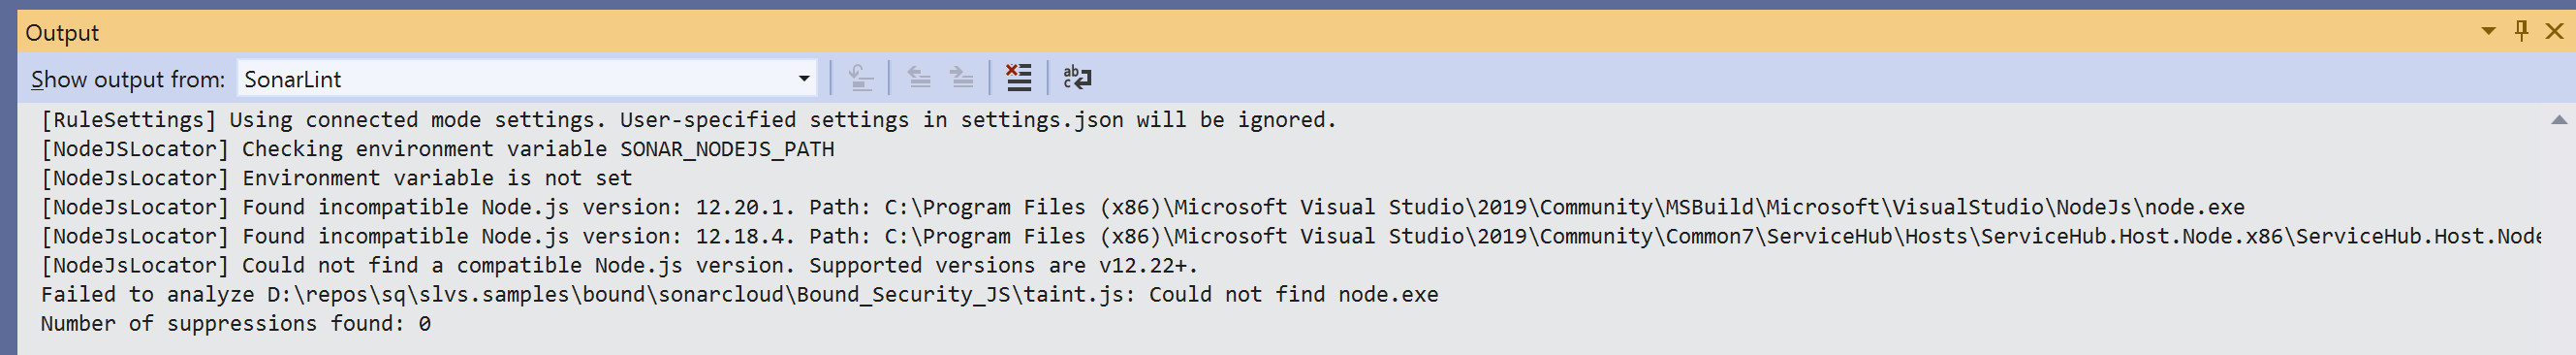 Output
Show output from: SonarLint
[RuleSettings] Using connected mode settings. User-specified settings in settings.json will be ignored.
[NodeJSLocator] Checking environment variable SONAR_NODEJS_PATH
[NodeJsLocator] Environment variable is not set
[NodeJsLocator] Found incompatible Node.js version: 12.20.1. Path: C:\Program Files (x86)\Microsoft Visual Studio\2019\Community\MSBuild\Microsoft\VisualStudio\NodeJs\node.exe
[NodeJsLocator] Found incompatible Node.js version: 12.18.4. Path: C:\Program Files (x86)\Microsoft Visual Studio\2019\Community\Common7\ServiceHub\Hosts\ServiceHub.Host.Node.x86\ServiceHub.Host.Node
[NodeJsLocator] Could not find a compatible Node.js version. Supported versions are v12.22+.
Failed to analyze D:\repos\sq\slvs.samples\bound\sonarcloud\Bound_Security_JS\taint.js: Could not find node.exe
Number of suppressions found: 0